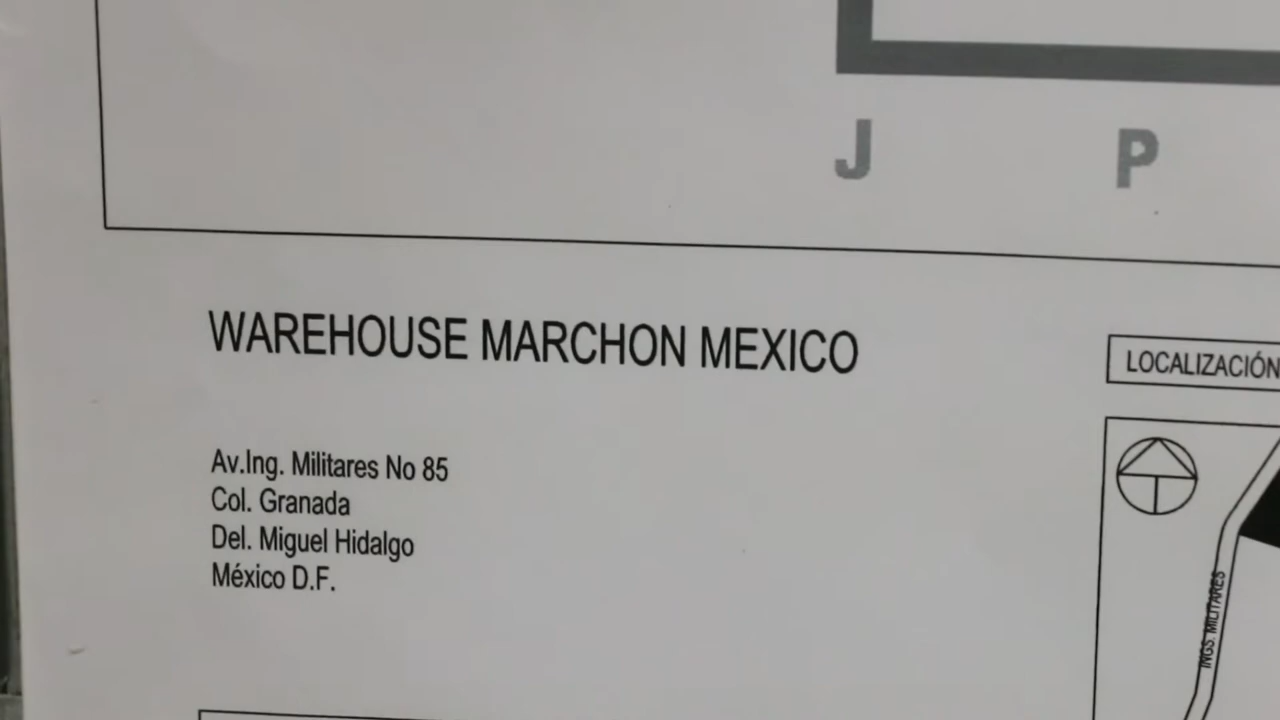 J P
WAREHOUSE MARCHON MEXICO
LOCALIZACIÓN
Av.Ing. Militares No 85
Col. Granada
Del. Miguel Hidalgo
México D.F.
INGS. MILITARES